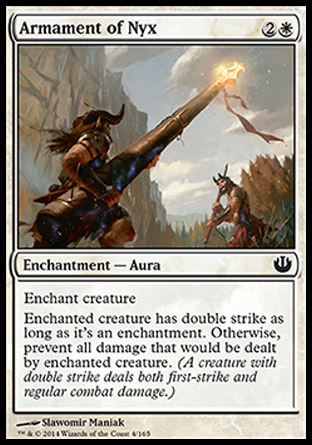 Armament of Nyx 2
Enchantment — Aura
Enchant creature
Enchanted creature has double strike as
long as it's an enchantment. Otherwise,
prevent all damage that would be dealt
by enchanted creature. (A creature with
double strike deals both first-strike and
regular combat damage.)
Slawomir Maniak
™ & © 2014 Wizards of the Coast 4/165